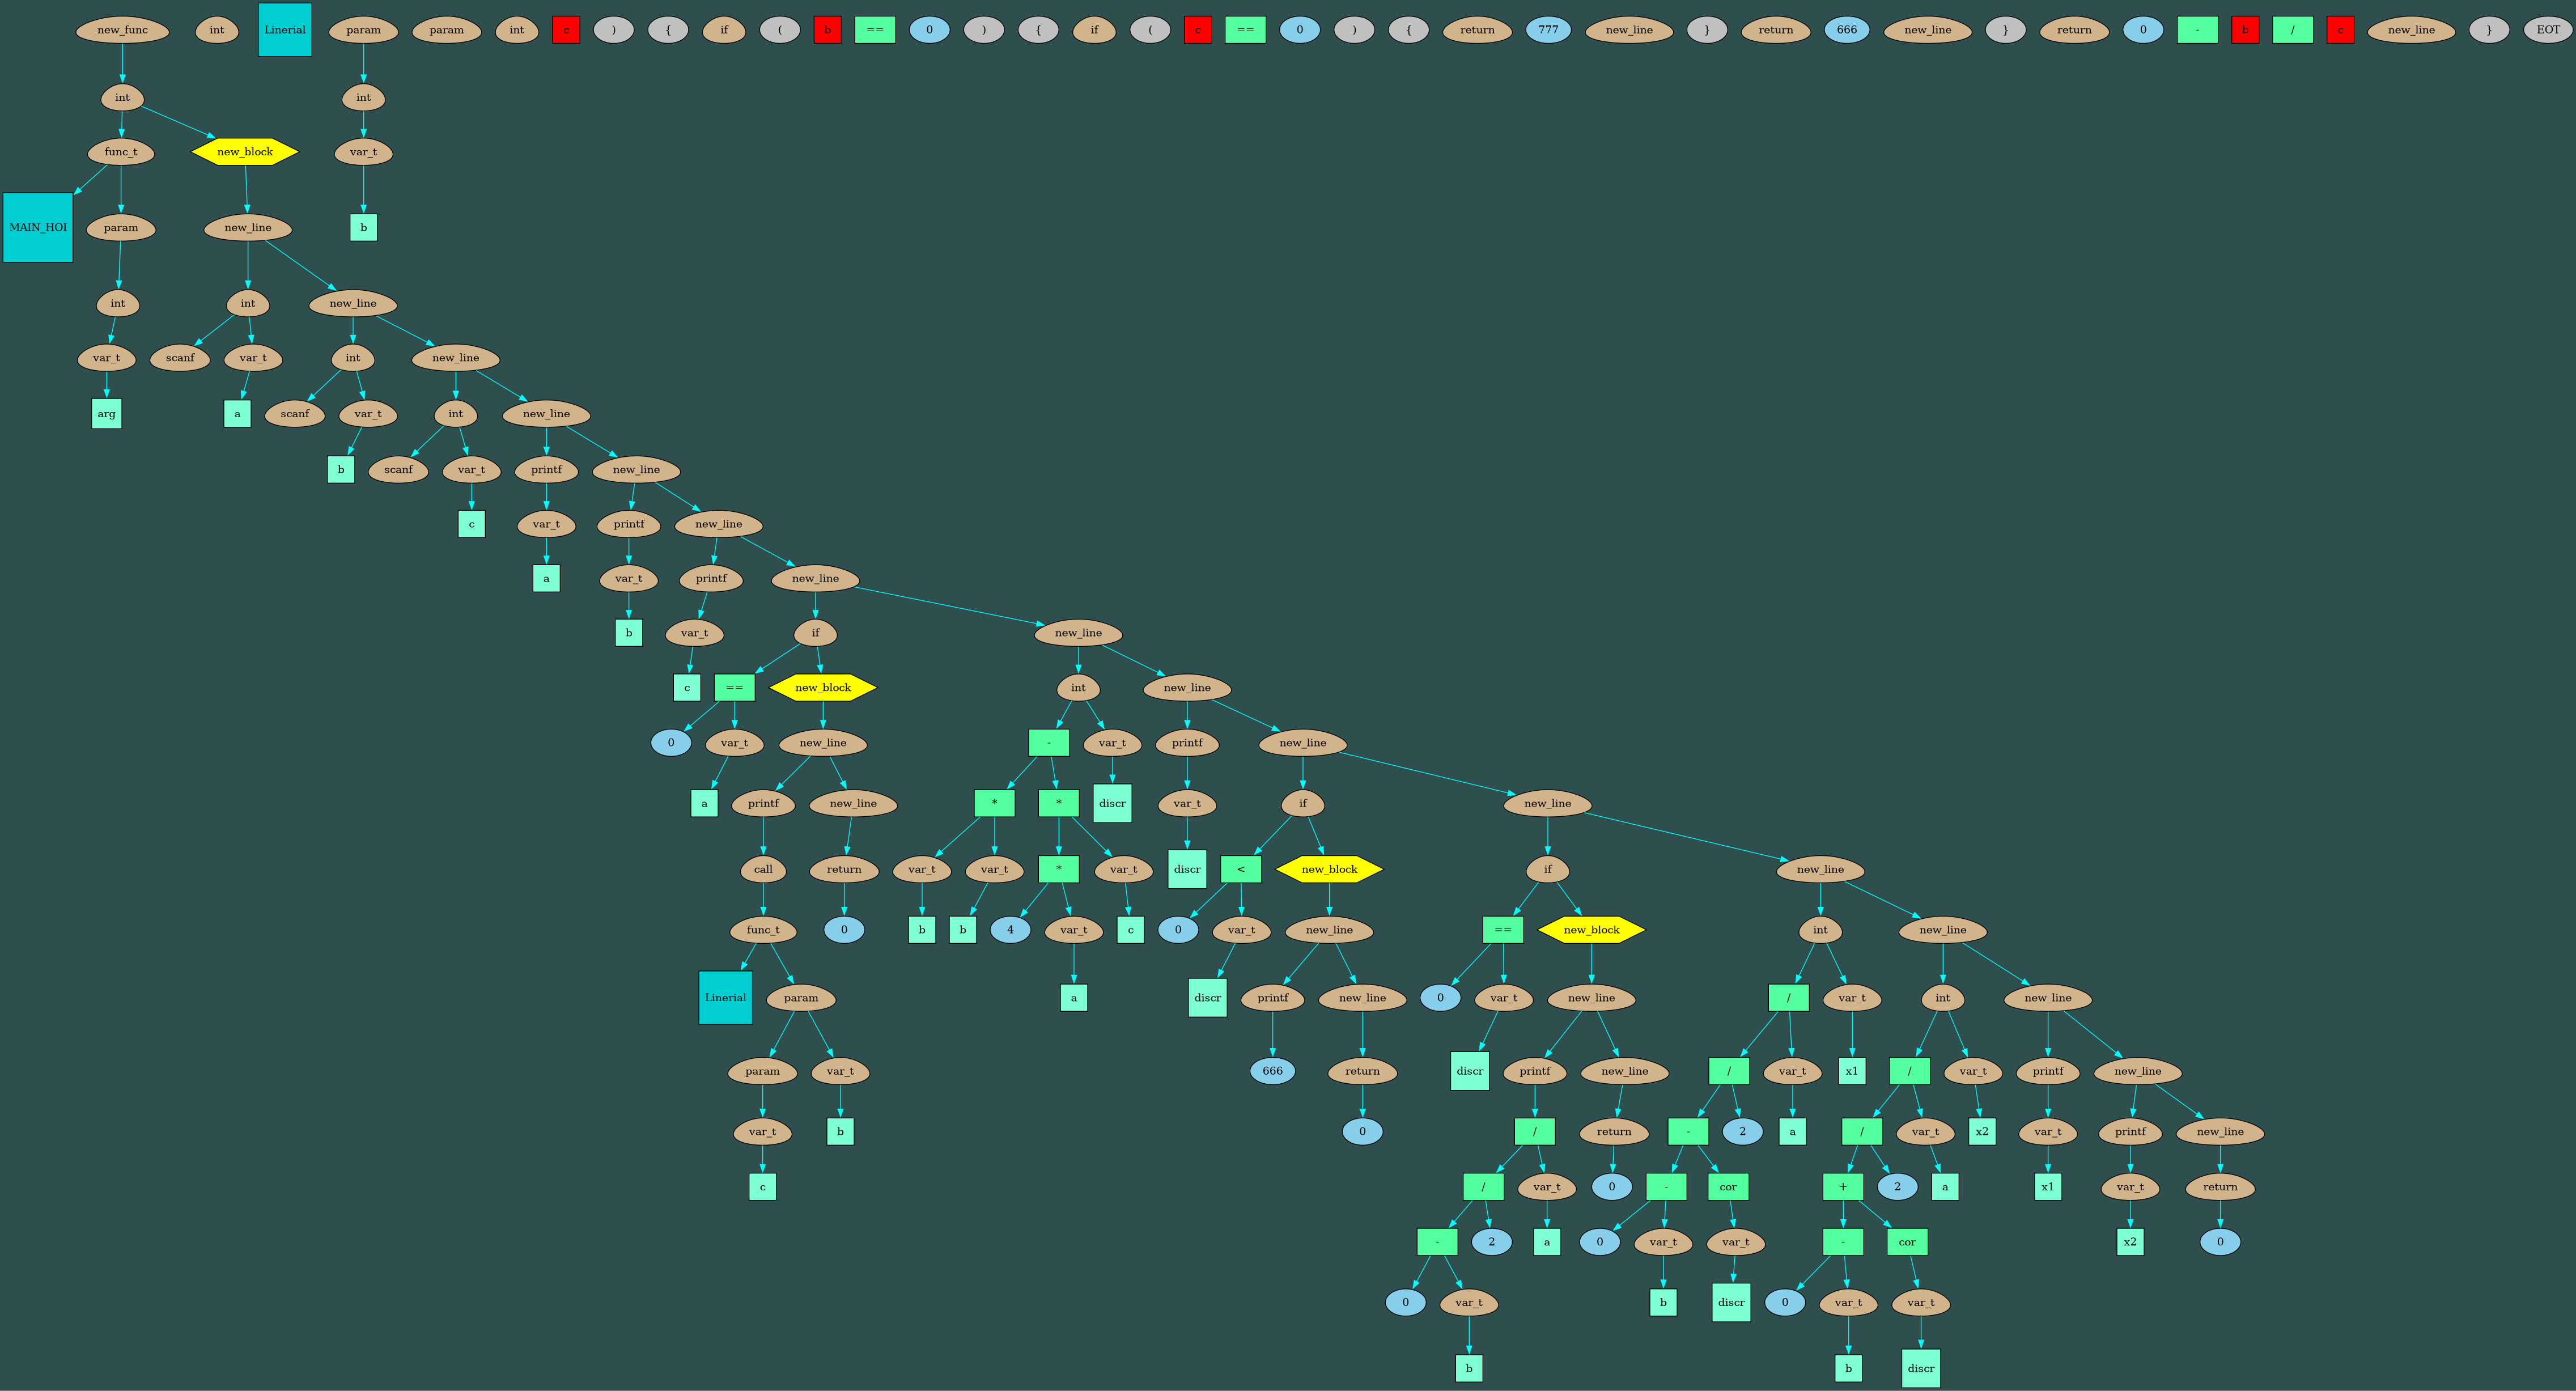 new_func int Linerial param param int c ) { if ( b == 0 ) { if ( c == 0 ) { return 777 new_line } return 666 new_line } return 0 - b / c new_line } EOT
int int
func_t new_block var_t
MAIN_HOI param new_line b
int int new_line
var_t scanf var_t int new_line
arg a scanf var_t int new_line
b scanf var_t printf new_line
c var_t printf new_line
a var_t printf new_line
b var_t if new_line
c == new_block int new_line
0 var_t new_line - var_t printf new_line
a printf new_line * * discr var_t if new_line
call return var_t var_t * var_t discr < new_block if new_line
func_t 0 b b 4 var_t c 0 var_t new_line == new_block int new_line
Linerial param a discr printf new_line 0 var_t new_line / var_t int new_line
param var_t 666 return discr printf new_line / var_t x1 / var_t printf new_line
var_t b 0 / return - 2 a / var_t x2 var_t printf new_line
c / var_t 0 - cor + 2 a x1 var_t return
- 2 a 0 var_t var_t - cor x2 0
0 var_t b discr 0 var_t var_t
b b discr